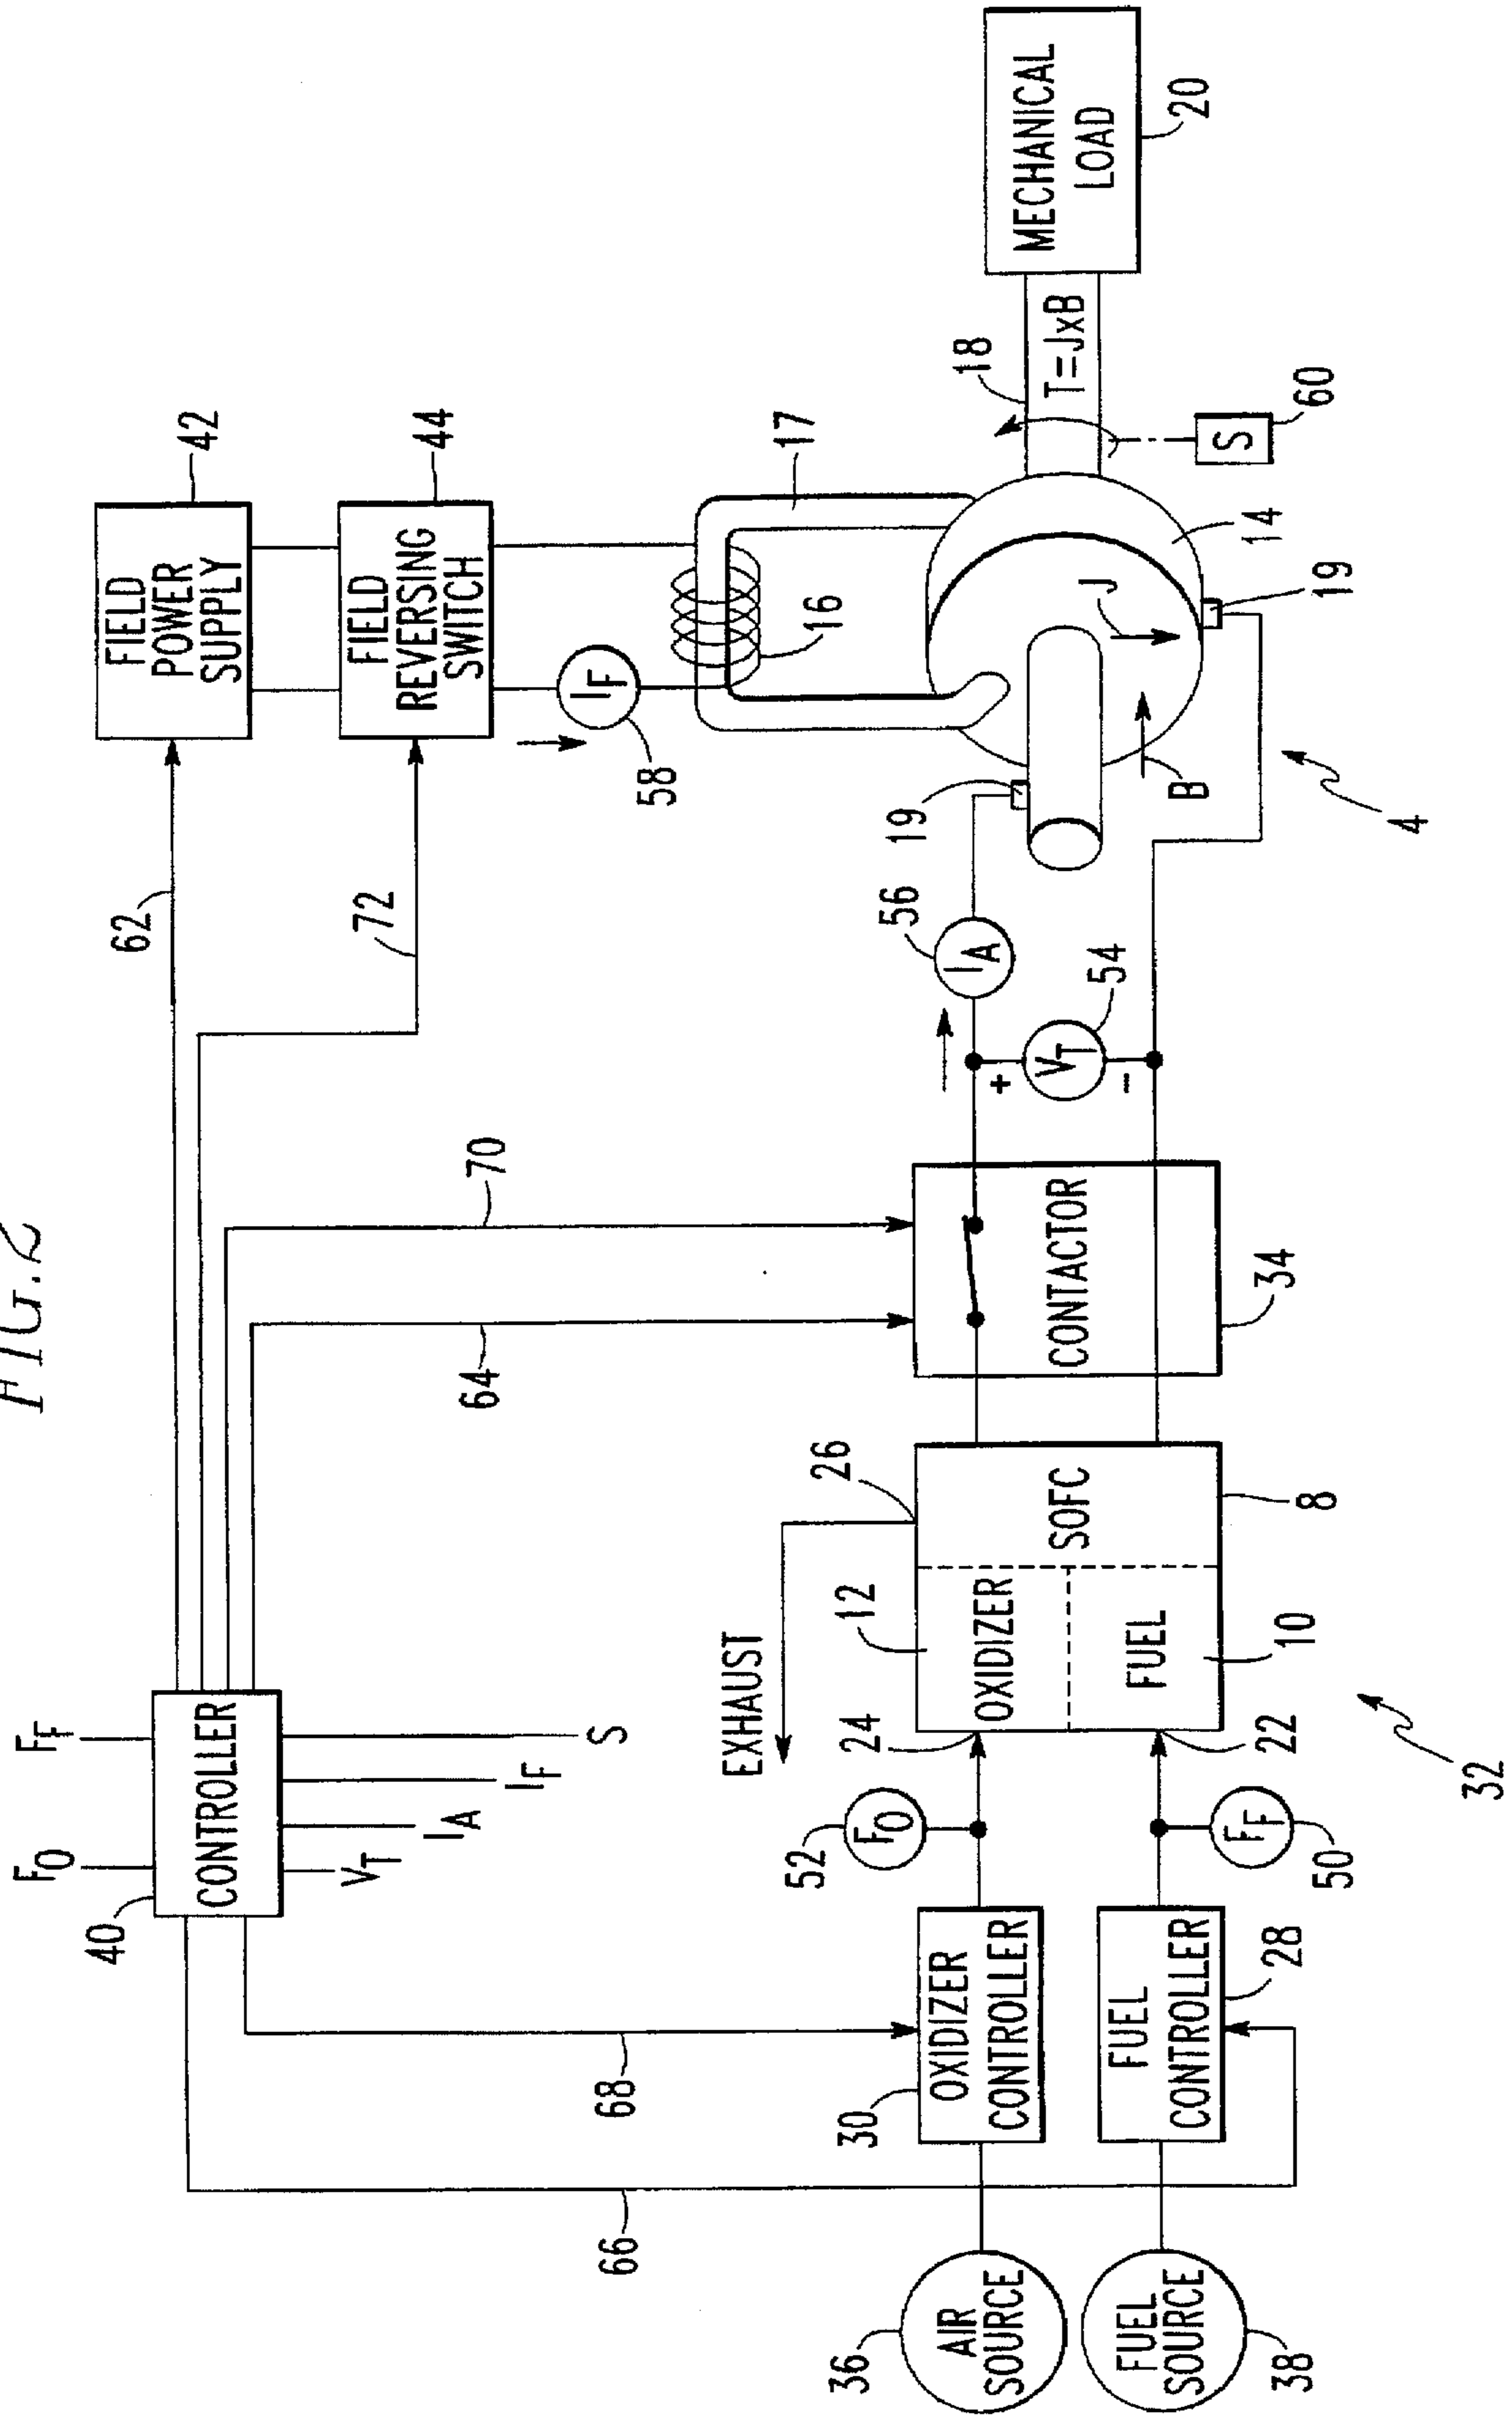 FIG.2
FF
FO
40
CONTROLLER
VT
IA
IF
S
62
72
70
64
68
66
42
FIELD
POWER
SUPPLY
44
FIELD
REVERSING
SWITCH
IF
58
17
16
18
T=JxB
MECHANICAL
LOAD
20
S
60
14
19
J
B
19
4
56
IA
54
VT
+
–
CONTACTOR
34
EXHAUST
26
SOFC
8
12
OXIDIZER
FUEL
10
24
22
32
52
FO
FF
50
30
OXIDIZER
CONTROLLER
FUEL
CONTROLLER
28
36
AIR
SOURCE
FUEL
SOURCE
38